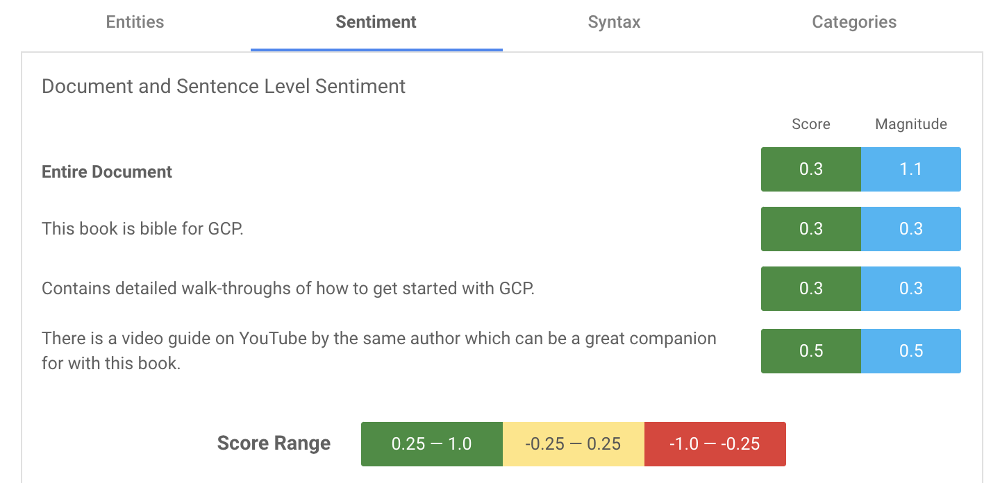 Entities Sentiment Syntax Categories
Document and Sentence Level Sentiment
Score Magnitude
Entire Document 0.3 1.1
This book is bible for GCP. 0.3 0.3
Contains detailed walk-throughs of how to get started with GCP. 0.3 0.3
There is a video guide on YouTube by the same author which can be a great companion
for with this book. 0.5 0.5
Score Range 0.25 — 1.0 -0.25 — 0.25 -1.0 — -0.25